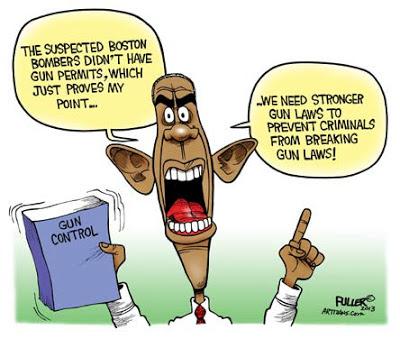 THE SUSPECTED BOSTON
BOMBERS DIDN'T HAVE
GUN PERMITS, WHICH
JUST PROVES MY
POINT...
..WE NEED STRONGER
GUN LAWS TO
PREVENT CRIMINALS
FROM BREAKING
GUN LAWS!
GUN
CONTROL
FULLER©
2013
ARTIZANS.COM